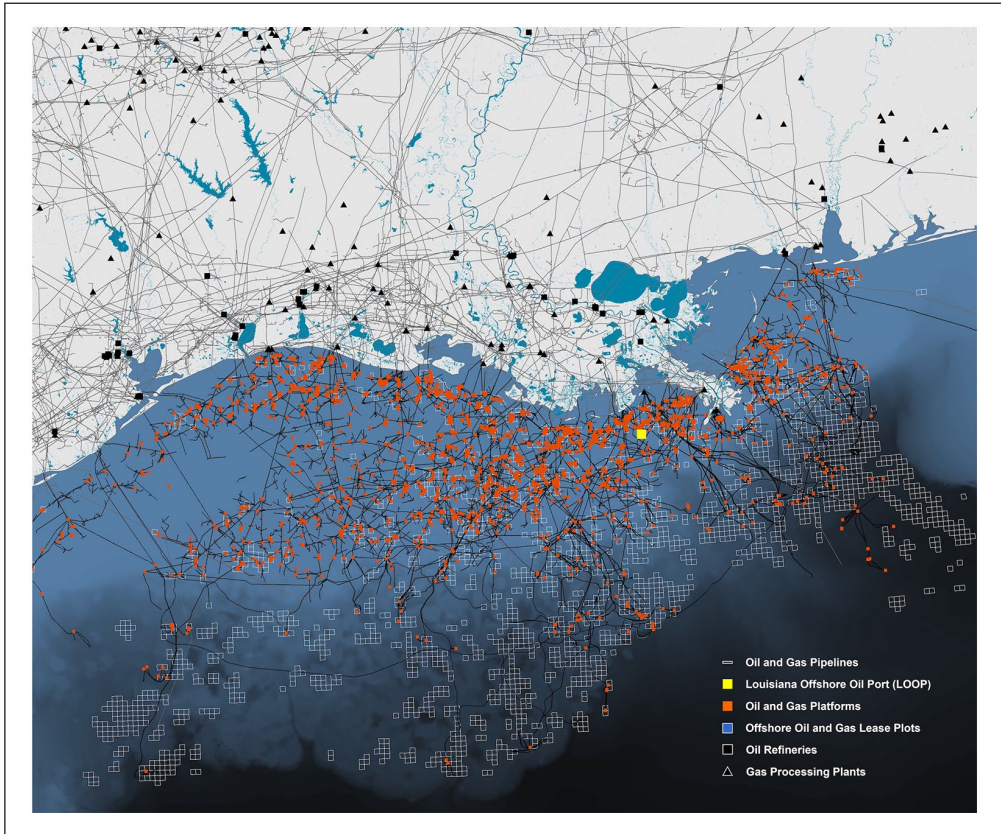 Oil and Gas Pipelines
Louisiana Offshore Oil Port (LOOP)
Oil and Gas Platforms
Offshore Oil and Gas Lease Plots
Oil Refineries
Gas Processing Plants